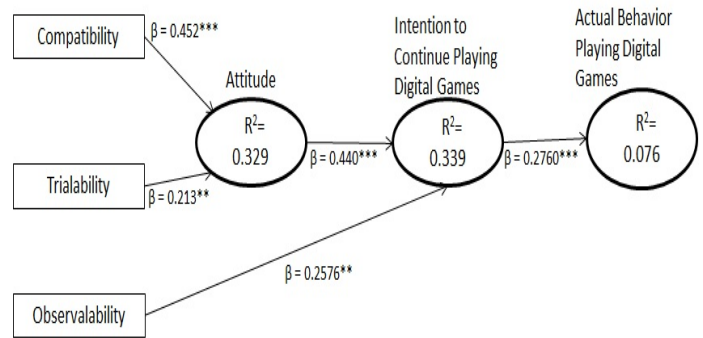 Compatibility
β = 0.452***
Trialability
β = 0.213**
Observalability
β = 0.2576**
Attitude
R²=
0.329
β = 0.440***
Intention to
Continue Playing
Digital Games
R²=
0.339
β = 0.2760***
Actual Behavior
Playing Digital
Games
R²=
0.076